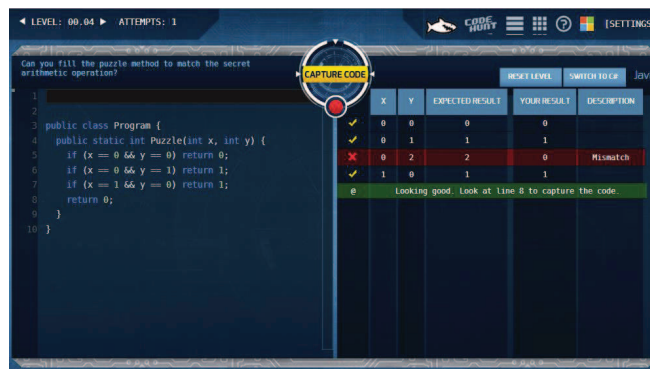 ◄ LEVEL: 00.04 ► ATTEMPTS: 1
CODE HUNT
[SETTINGS
Can you fill the puzzle method to match the secret
arithmetic operation?
CAPTURE CODE
RESET LEVEL SWITCH TO C# Jav
1
2
3 public class Program {
4 public static int Puzzle(int x, int y) {
5 if (x == 0 && y == 0) return 0;
6 if (x == 0 && y == 1) return 1;
7 if (x == 1 && y == 0) return 1;
8 return 0;
9 }
10 }
X Y EXPECTED RESULT YOUR RESULT DESCRIPTION
✓ 0 0 0 0
✓ 0 1 1 1
✗ 0 2 2 0 Mismatch
✓ 1 0 1 1
@ Looking good. Look at line 8 to capture the code.